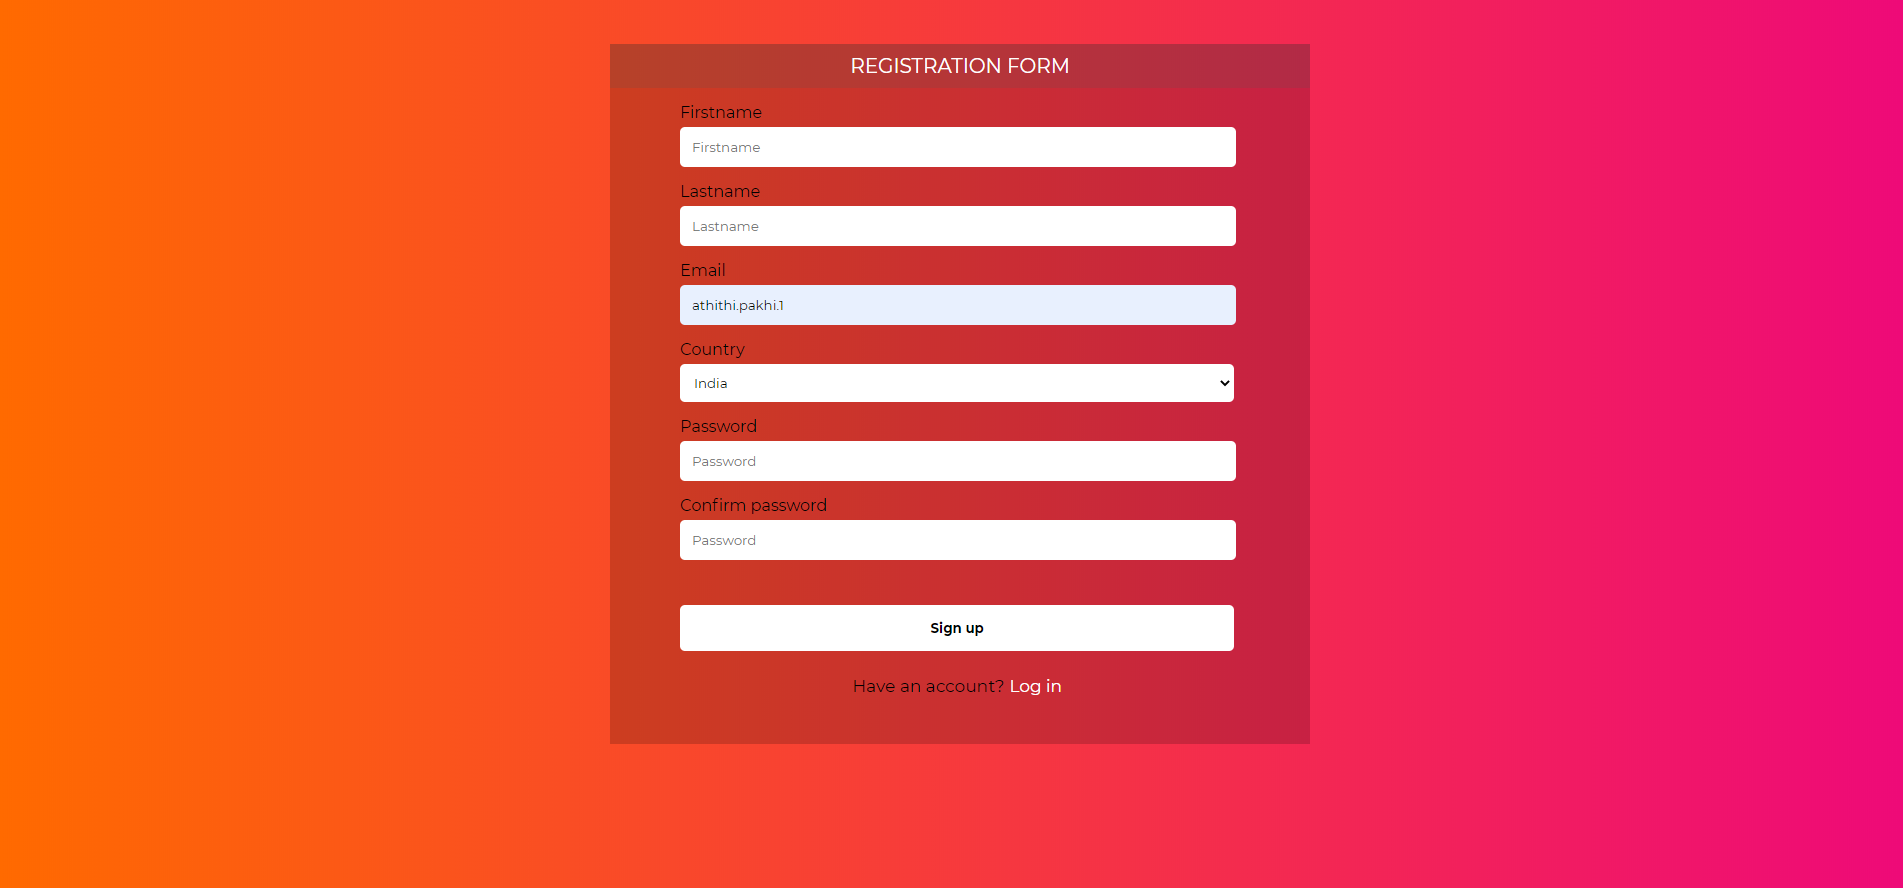 REGISTRATION FORM
Firstname
Firstname
Lastname
Lastname
Email
athithi.pakhi.1
Country
India
Password
Password
Confirm password
Password
Sign up
Have an account? Log in